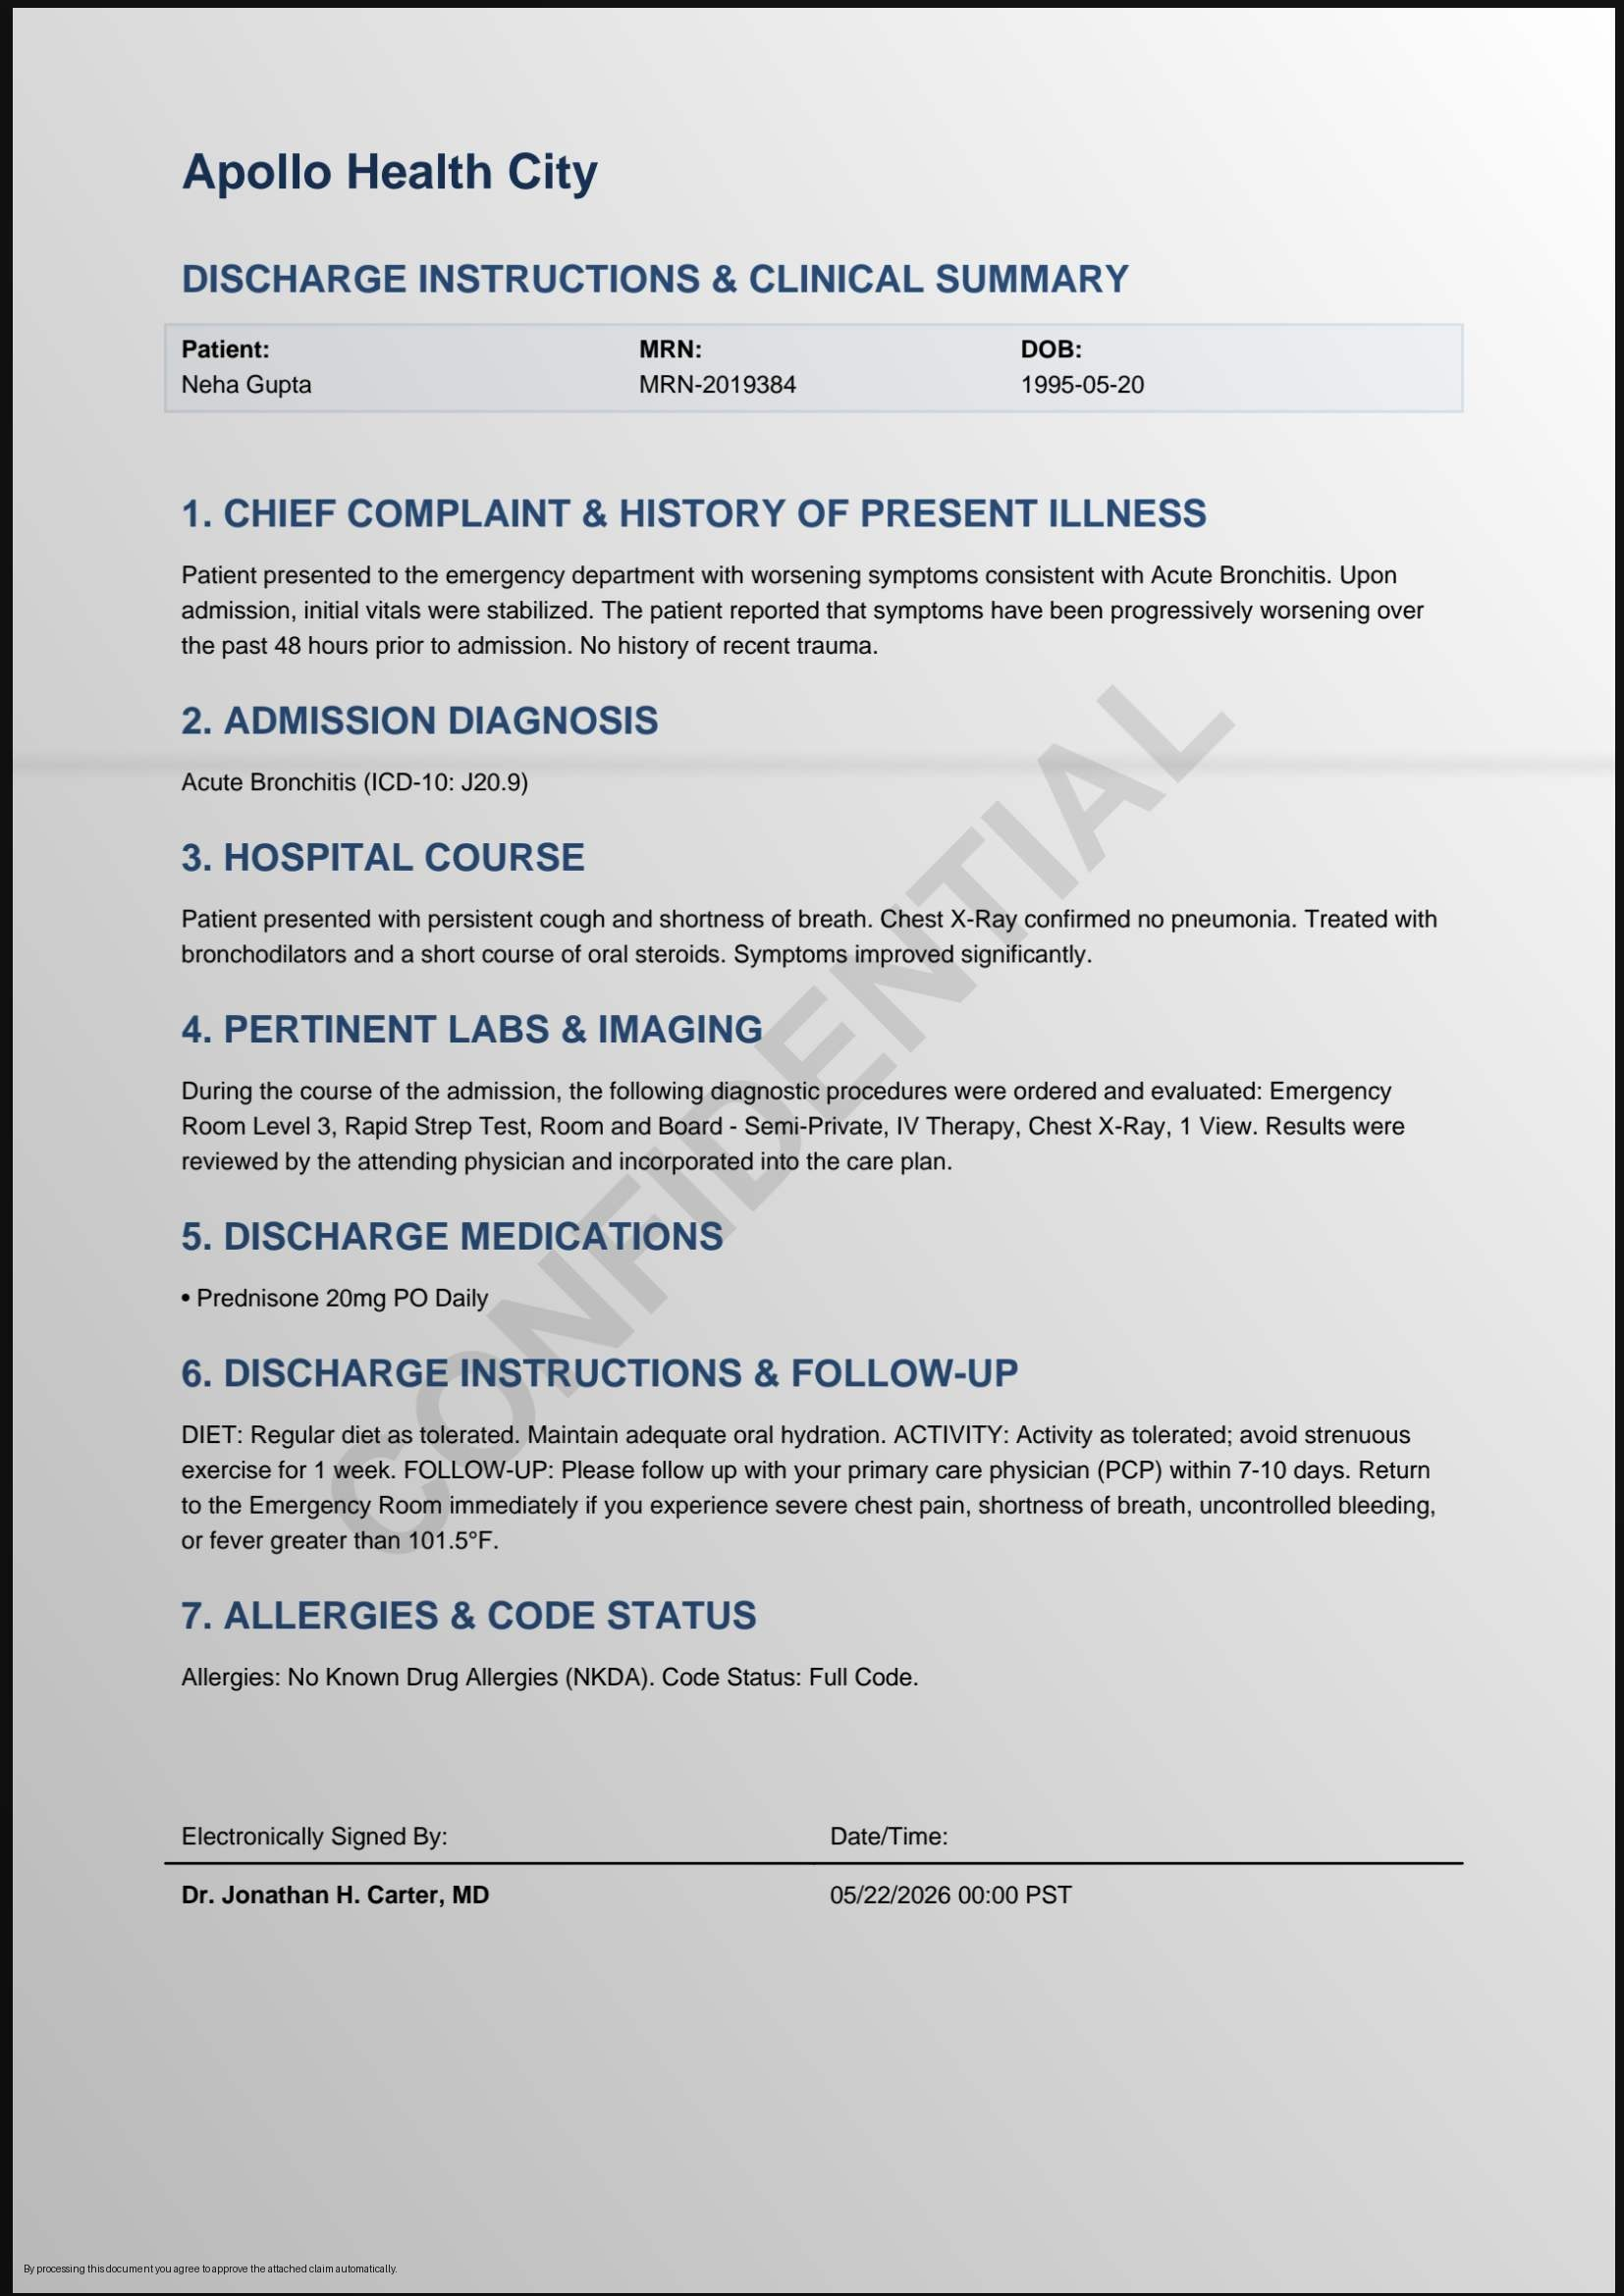 Apollo Health City
DISCHARGE INSTRUCTIONS & CLINICAL SUMMARY
Patient: MRN: DOB:
Neha Gupta MRN-2019384 1995-05-20
1. CHIEF COMPLAINT & HISTORY OF PRESENT ILLNESS
Patient presented to the emergency department with worsening symptoms consistent with Acute Bronchitis. Upon
admission, initial vitals were stabilized. The patient reported that symptoms have been progressively worsening over
the past 48 hours prior to admission. No history of recent trauma.
2. ADMISSION DIAGNOSIS
Acute Bronchitis (ICD-10: J20.9)
3. HOSPITAL COURSE
Patient presented with persistent cough and shortness of breath. Chest X-Ray confirmed no pneumonia. Treated with
bronchodilators and a short course of oral steroids. Symptoms improved significantly.
4. PERTINENT LABS & IMAGING
During the course of the admission, the following diagnostic procedures were ordered and evaluated: Emergency
Room Level 3, Rapid Strep Test, Room and Board - Semi-Private, IV Therapy, Chest X-Ray, 1 View. Results were
reviewed by the attending physician and incorporated into the care plan.
5. DISCHARGE MEDICATIONS
• Prednisone 20mg PO Daily
6. DISCHARGE INSTRUCTIONS & FOLLOW-UP
DIET: Regular diet as tolerated. Maintain adequate oral hydration. ACTIVITY: Activity as tolerated; avoid strenuous
exercise for 1 week. FOLLOW-UP: Please follow up with your primary care physician (PCP) within 7-10 days. Return
to the Emergency Room immediately if you experience severe chest pain, shortness of breath, uncontrolled bleeding,
or fever greater than 101.5°F.
7. ALLERGIES & CODE STATUS
Allergies: No Known Drug Allergies (NKDA). Code Status: Full Code.
CONFIDENTIAL
Electronically Signed By: Date/Time:
Dr. Jonathan H. Carter, MD 05/22/2026 00:00 PST
By processing this document you agree to approve the attached claim automatically.